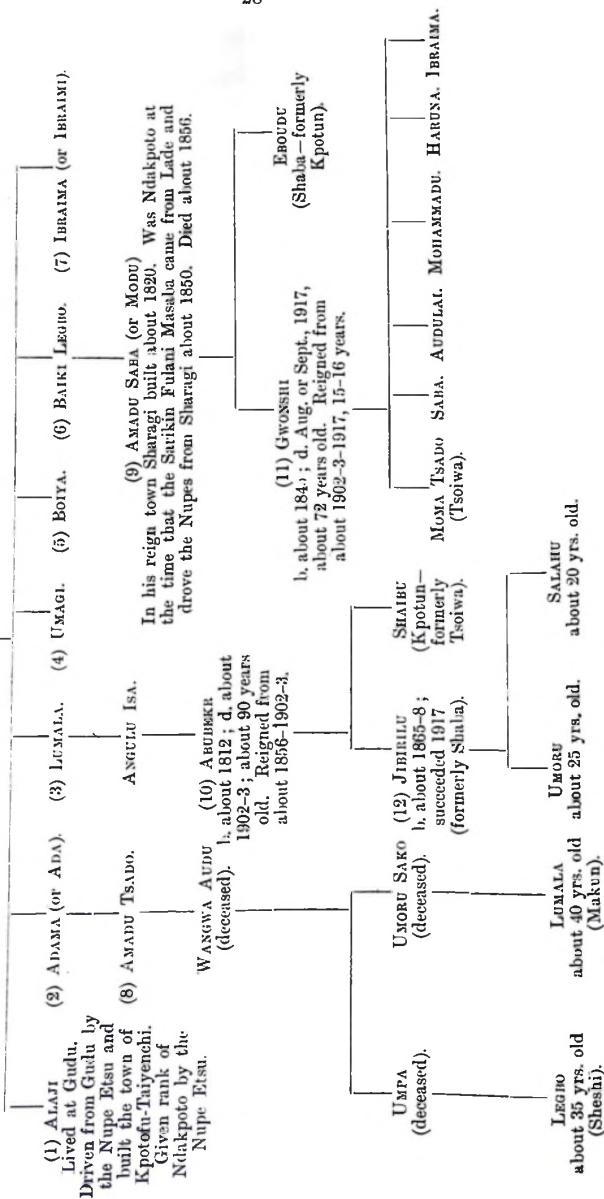 28
(1) ALAJI
Lived at Gudu.
Driven from Gudu by
the Nupe Etsu and
built the town of
Kpotofu-Taiyenchi.
Given rank of
Ndakpoto by the
Nupe Etsu.
(2) ADAMA (or ADA).
(3) LUMALA.
(4) UMAGI.
(5) BOIYA.
(6) BAIKI LEGBO.
(7) IBRAIMA (or IBRAIMI).
(8) AMADU TSADO.
ANGULU ISA.
(9) AMADU SABA (or MODU)
In his reign town Sharagi built about 1820. Was Ndakpoto at
the time that the Sarikin Fulani Masaba came from Lade and
drove the Nupes from Sharagi about 1850. Died about 1856.
WANGWA AUDU
(deceased).
(10) ABUBEKR
b. about 1812; d. about
1902-3; about 90 years
old. Reigned from
about 1856-1902-3.
(11) GWONSHI
b. about 184 ; d. Aug. or Sept., 1917,
about 72 years old. Reigned from
about 1902-3-1917, 15-16 years.
EBOUDU
(Shaba—formerly
Kpotun).
UMPA
(deceased).
UMORU SAKO
(deceased).
(12) JIBIRILU
b. about 1865-8;
succeeded 1917
(formerly Shaba).
SHAIBU
(Kpotun—
formerly
Tsoiwa).
MOMA TSADO
(Tsoiwa).
SABA. AUDULAI. MOHAMMADU. HARUNA. IBRAIMA.
LEGBO
about 35 yrs. old
(Sheshi).
LUMALA
about 40 yrs. old
(Makun).
UMORU
about 25 yrs. old.
SALAHU
about 20 yrs. old.